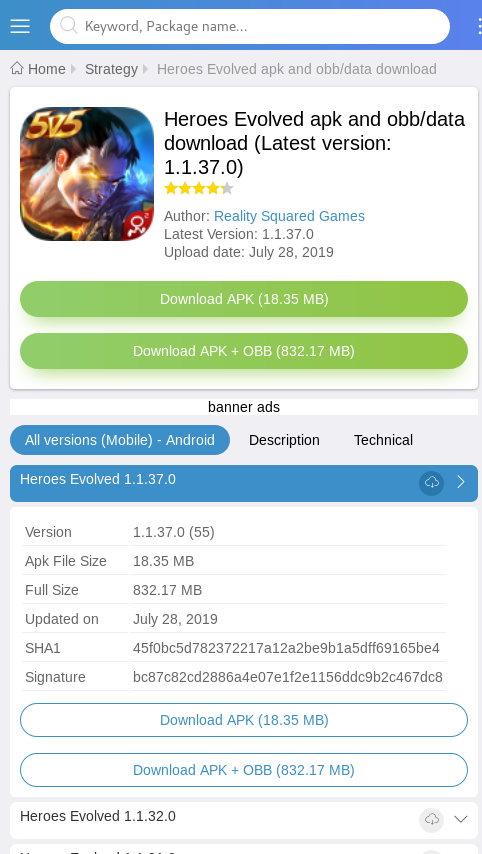 Keyword, Package name...
Home Strategy Heroes Evolved apk and obb/data download
5v5
Heroes Evolved apk and obb/data
download (Latest version:
1.1.37.0)
Author: Reality Squared Games
Latest Version: 1.1.37.0
Upload date: July 28, 2019
Download APK (18.35 MB)
Download APK + OBB (832.17 MB)
banner ads
All versions (Mobile) - Android Description Technical
Heroes Evolved 1.1.37.0
Version 1.1.37.0 (55)
Apk File Size 18.35 MB
Full Size 832.17 MB
Updated on July 28, 2019
SHA1 45f0bc5d782372217a12a2be9b1a5dff69165be4
Signature bc87c82cd2886a4e07e1f2e1156ddc9b2c467dc8
Download APK (18.35 MB)
Download APK + OBB (832.17 MB)
Heroes Evolved 1.1.32.0